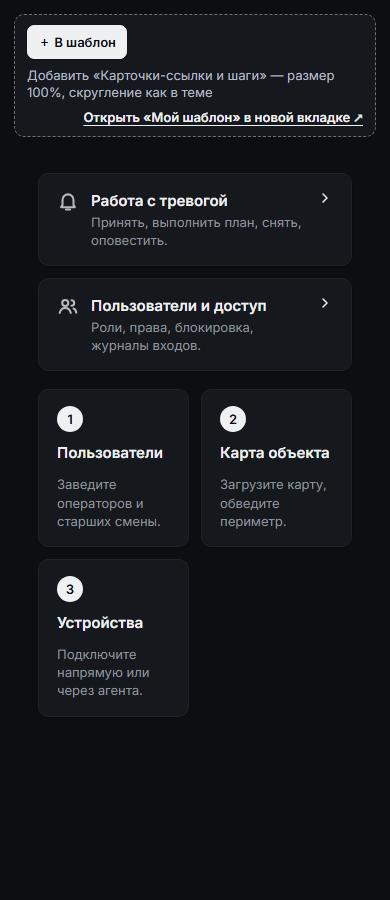 + В шаблон
Добавить «Карточки-ссылки и шаги» — размер
100%, скругление как в теме
Открыть «Мой шаблон» в новой вкладке ↗
Работа с тревогой
Принять, выполнить план, снять,
оповестить.
Пользователи и доступ
Роли, права, блокировка,
журналы входов.
1
Пользователи
Заведите
операторов и
старших смены.
2
Карта объекта
Загрузите карту,
обведите
периметр.
3
Устройства
Подключите
напрямую или
через агента.